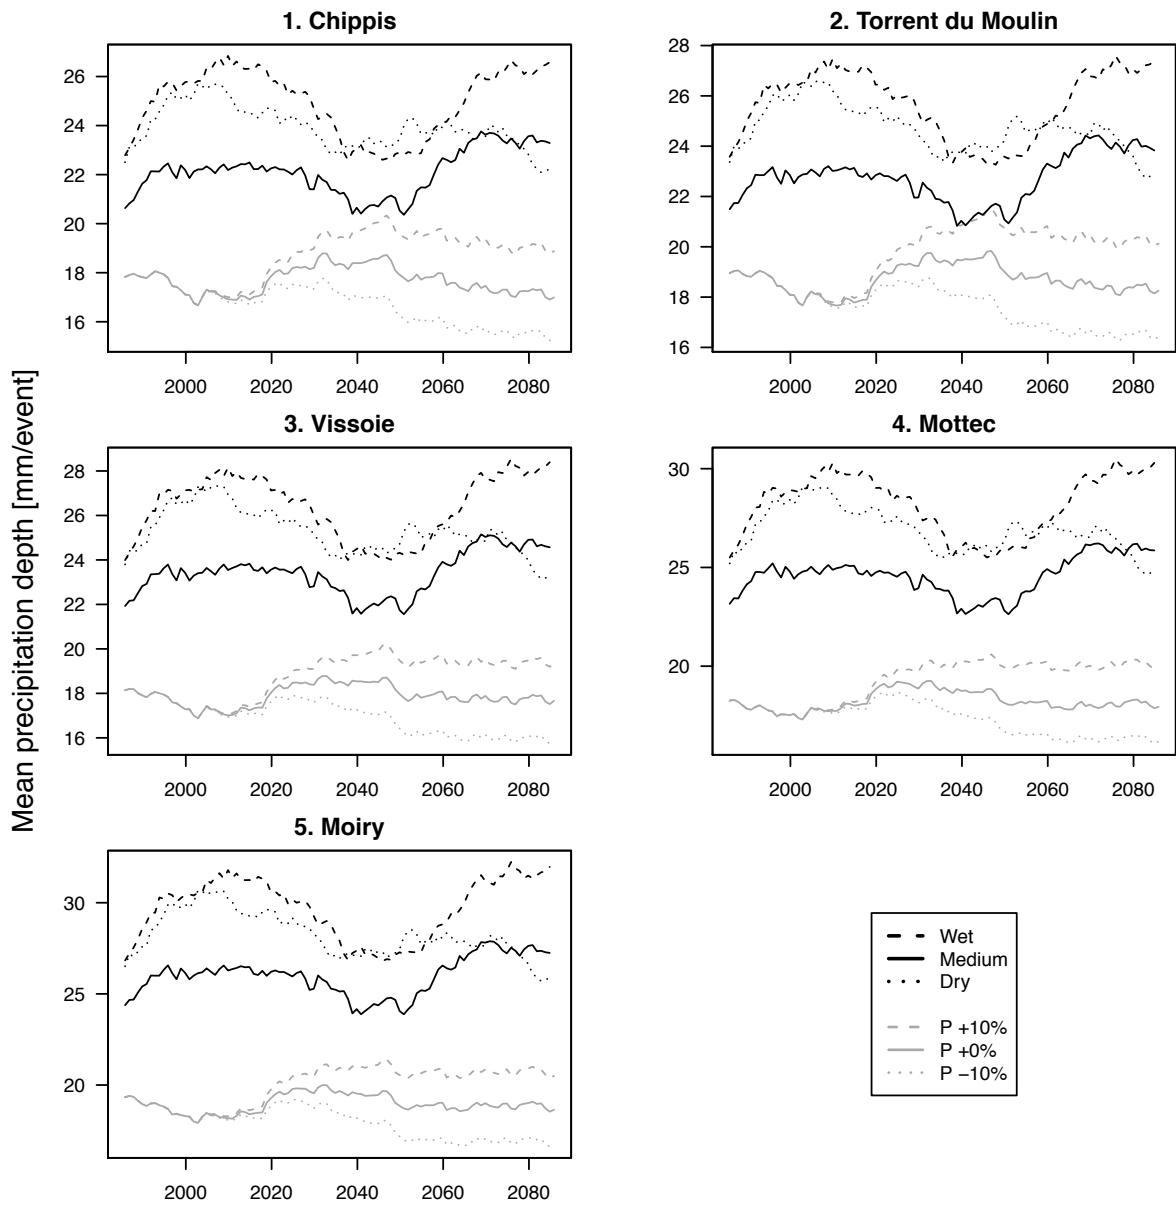 1. Chippis
26
24
22
20
18
16
2000 2020 2040 2060 2080
2. Torrent du Moulin
28
26
24
22
20
18
16
2000 2020 2040 2060 2080
Mean precipitation depth [mm/event]
3. Vissoie
28
26
24
22
20
18
16
2000 2020 2040 2060 2080
4. Mottec
30
25
20
2000 2020 2040 2060 2080
5. Moiry
30
25
20
2000 2020 2040 2060 2080
Wet
Medium
Dry
P +10%
P +0%
P −10%